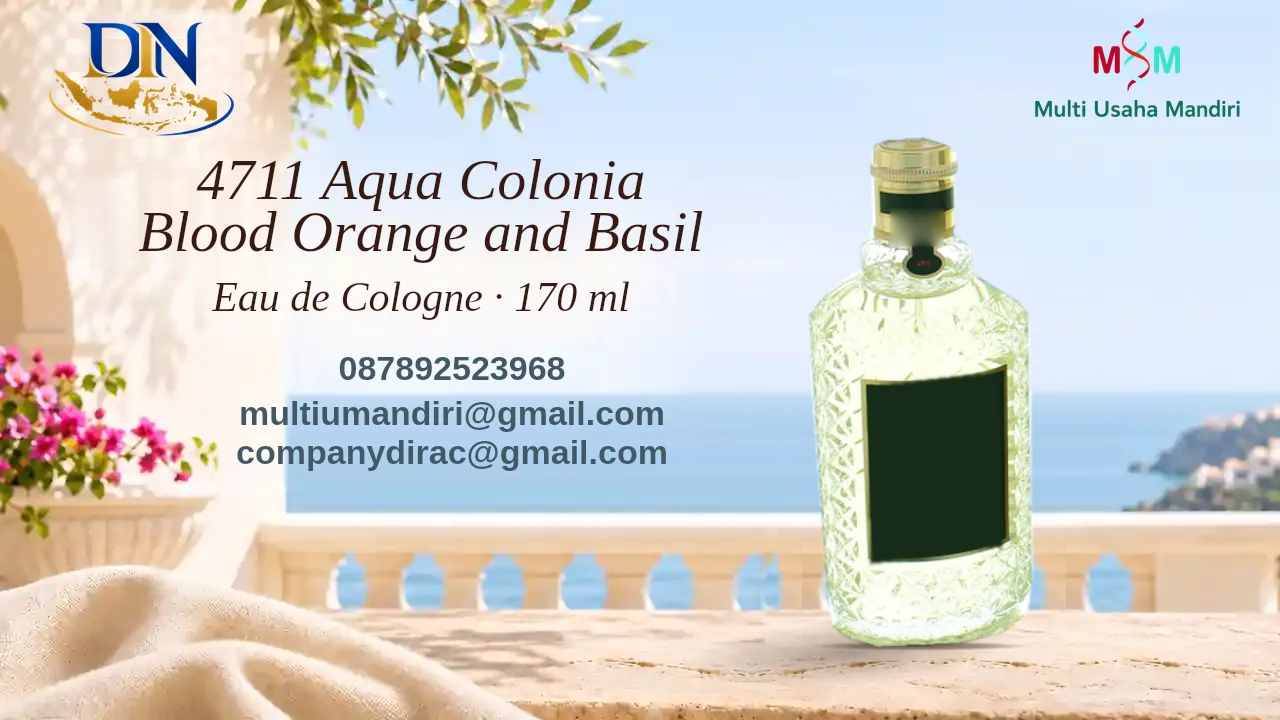 DIN
MSM
Multi Usaha Mandiri
4711 Aqua Colonia
Blood Orange and Basil
Eau de Cologne · 170 ml
087892523968
multiumandiri@gmail.com
companydirac@gmail.com